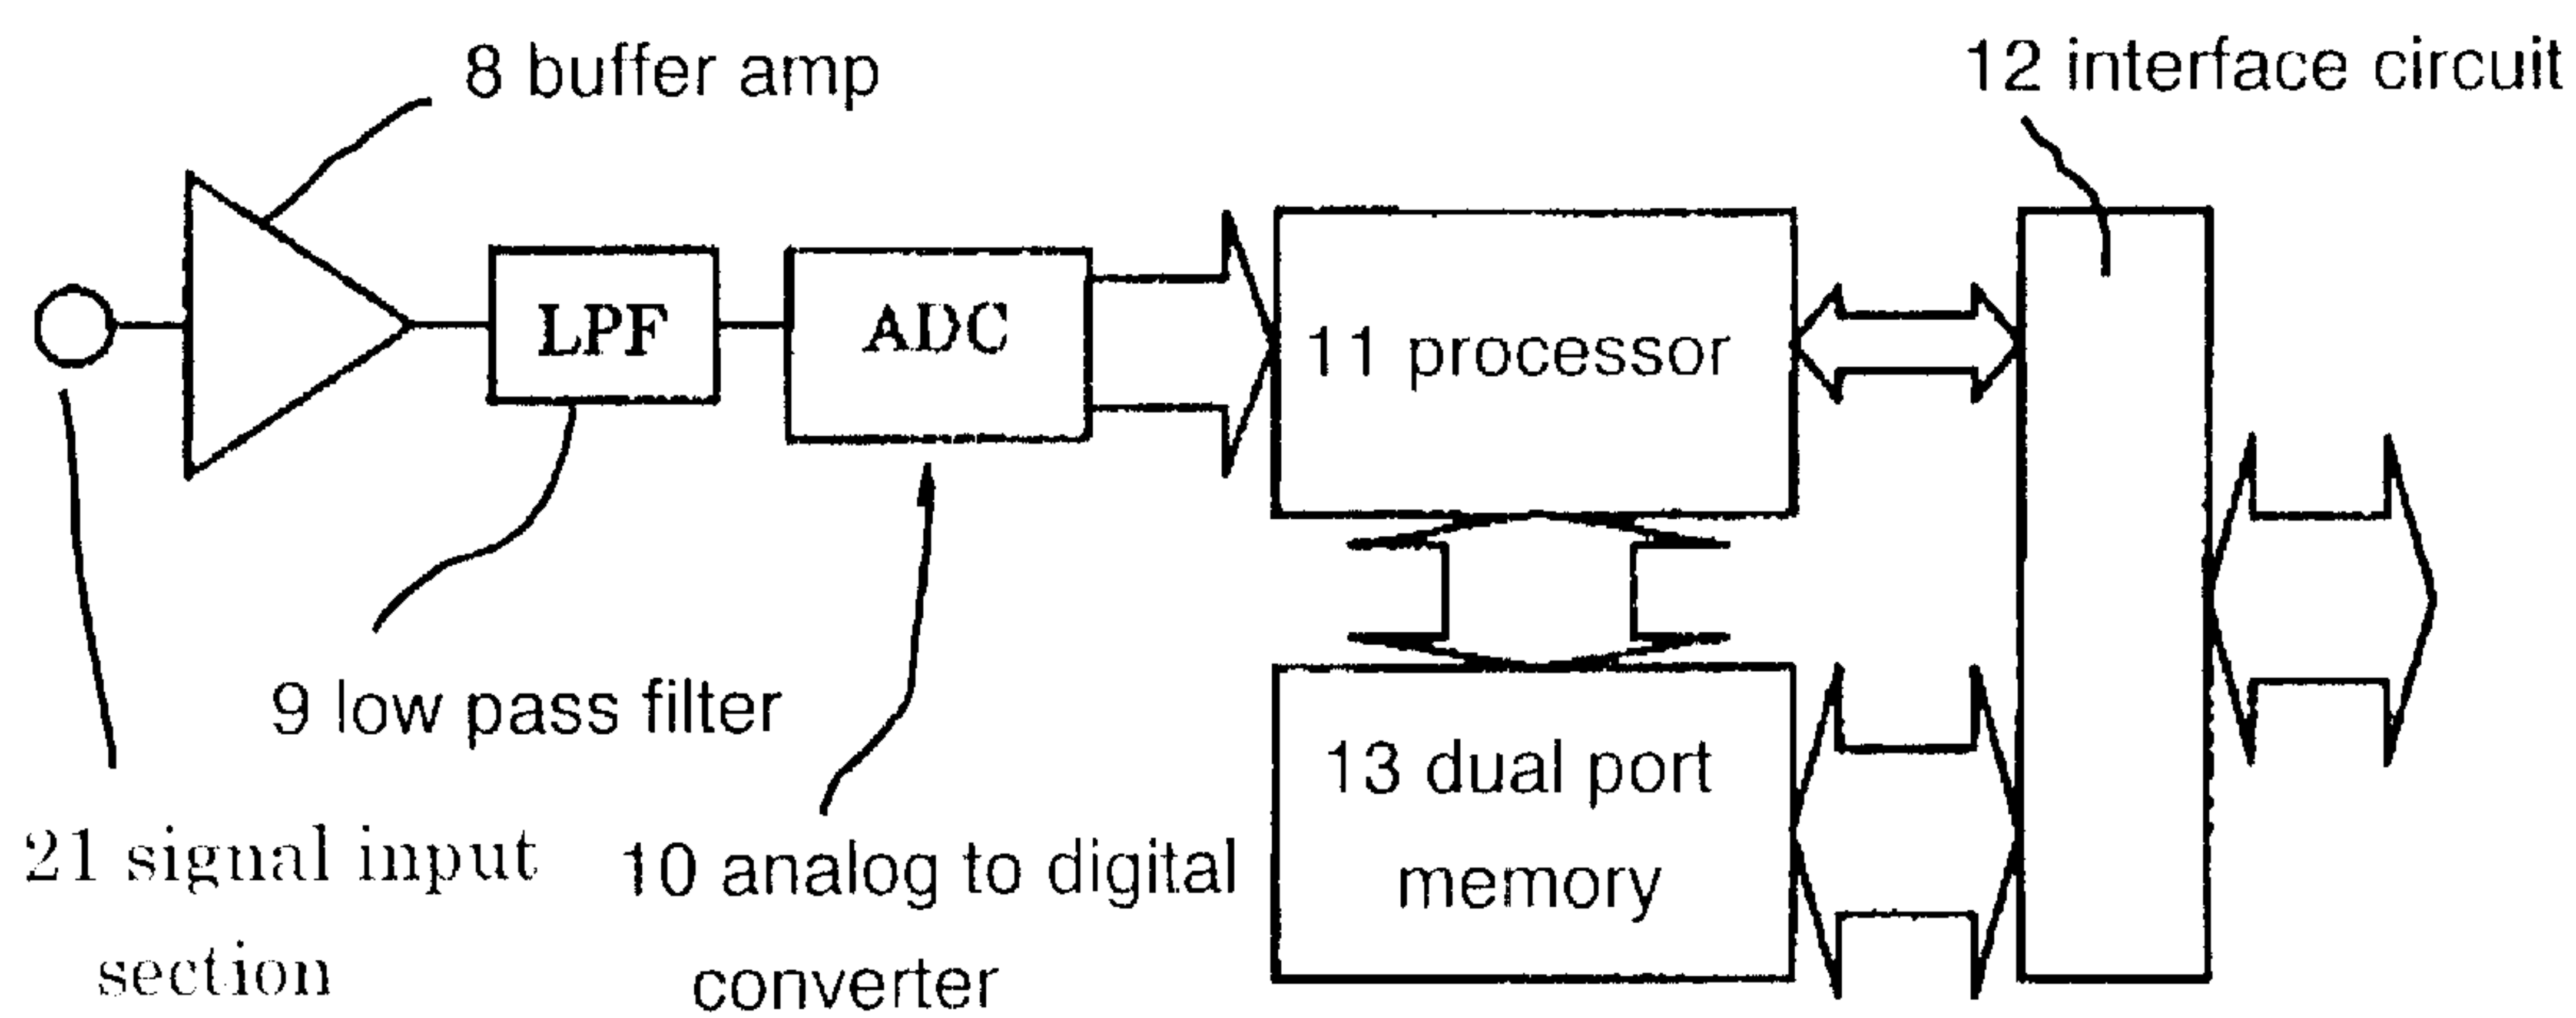 8 buffer amp
12 interface circuit
LPF
ADC
11 processor
9 low pass filter
13 dual port
memory
21 signal input
section
10 analog to digital
converter